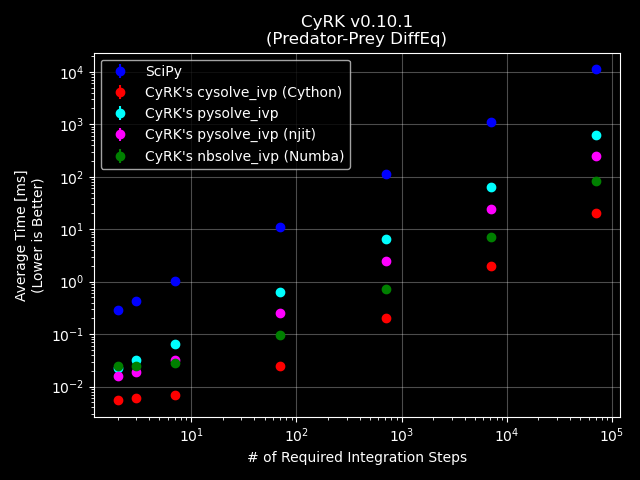 CyRK v0.10.1
(Predator-Prey DiffEq)
SciPy
CyRK's cysolve_ivp (Cython)
CyRK's pysolve_ivp
CyRK's pysolve_ivp (njit)
CyRK's nbsolve_ivp (Numba)
Average Time [ms]
(Lower is Better)
10⁴
10³
10²
10¹
10⁰
10⁻¹
10⁻²
10¹ 10² 10³ 10⁴ 10⁵
# of Required Integration Steps